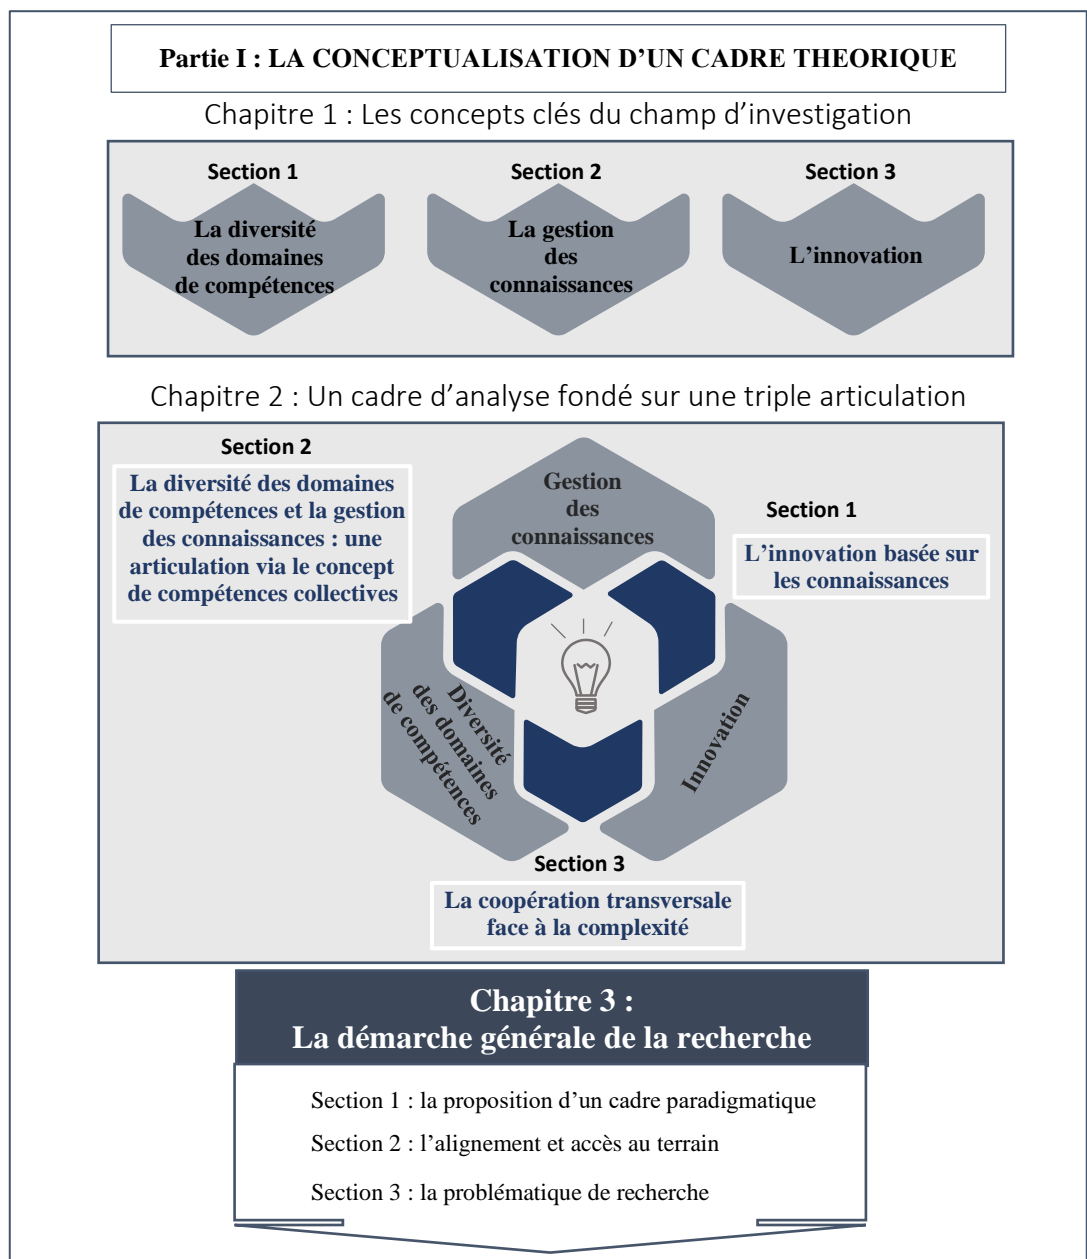 Partie I : LA CONCEPTUALISATION D’UN CADRE THEORIQUE
Chapitre 1 : Les concepts clés du champ d’investigation
Section 1
La diversité
des domaines
de compétences
Section 2
La gestion
des
connaissances
Section 3
L’innovation
Chapitre 2 : Un cadre d’analyse fondé sur une triple articulation
Section 2
La diversité des domaines
de compétences et la gestion
des connaissances : une
articulation via le concept
de compétences collectives
Gestion
des
connaissances
Section 1
L’innovation basée sur
les connaissances
Diversité
des domaines
de compétences
Innovation
Section 3
La coopération transversale
face à la complexité
Chapitre 3 :
La démarche générale de la recherche
Section 1 : la proposition d’un cadre paradigmatique
Section 2 : l’alignement et accès au terrain
Section 3 : la problématique de recherche